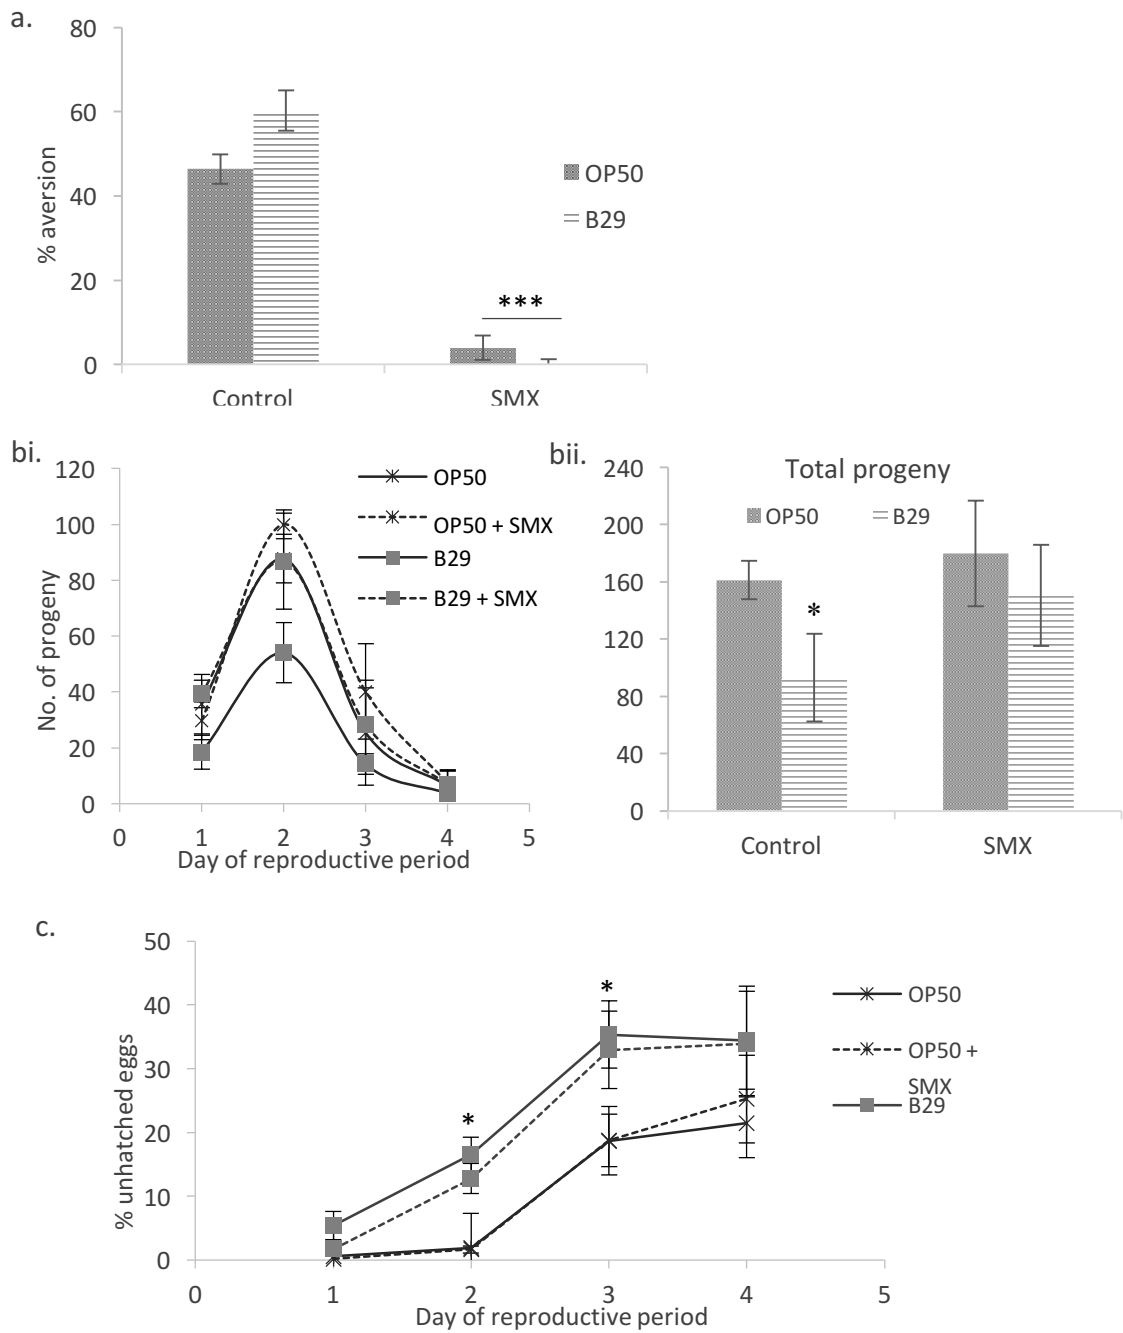 a.
80
60
40
20
0
% aversion
OP50
B29
***
Control
SMX
bi.
120
100
80
60
40
20
0
No. of progeny
OP50
OP50 + SMX
B29
B29 + SMX
0 1 2 3 4 5
Day of reproductive period
bii.
Total progeny
240
200
160
120
80
40
0
OP50 B29
*
Control SMX
c.
50
40
30
20
10
0
% unhatched eggs
*
*
OP50
OP50 +
SMX
B29
0 1 2 3 4 5
Day of reproductive period